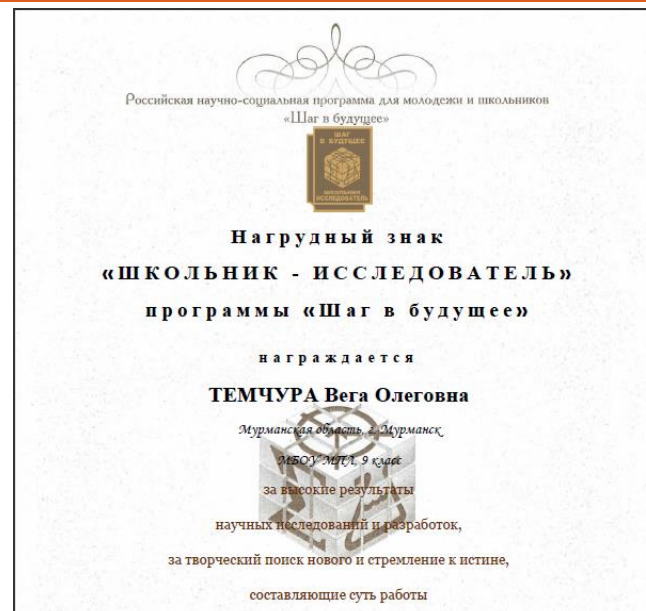 Российская научно-социальная программа для молодежи и школьников
«Шаг в будущее»
ШАГ
В БУДУЩЕЕ
ШКОЛЬНИК
ИССЛЕДОВАТЕЛЬ
Нагрудный знак
«ШКОЛЬНИК - ИССЛЕДОВАТЕЛЬ»
программы «Шаг в будущее»
награждается
ТЕМЧУРА Вега Олеговна
Мурманская область, г. Мурманск
МБОУ МПЛ, 9 класс
за высокие результаты
научных исследований и разработок,
за творческий поиск нового и стремление к истине,
составляющие суть работы